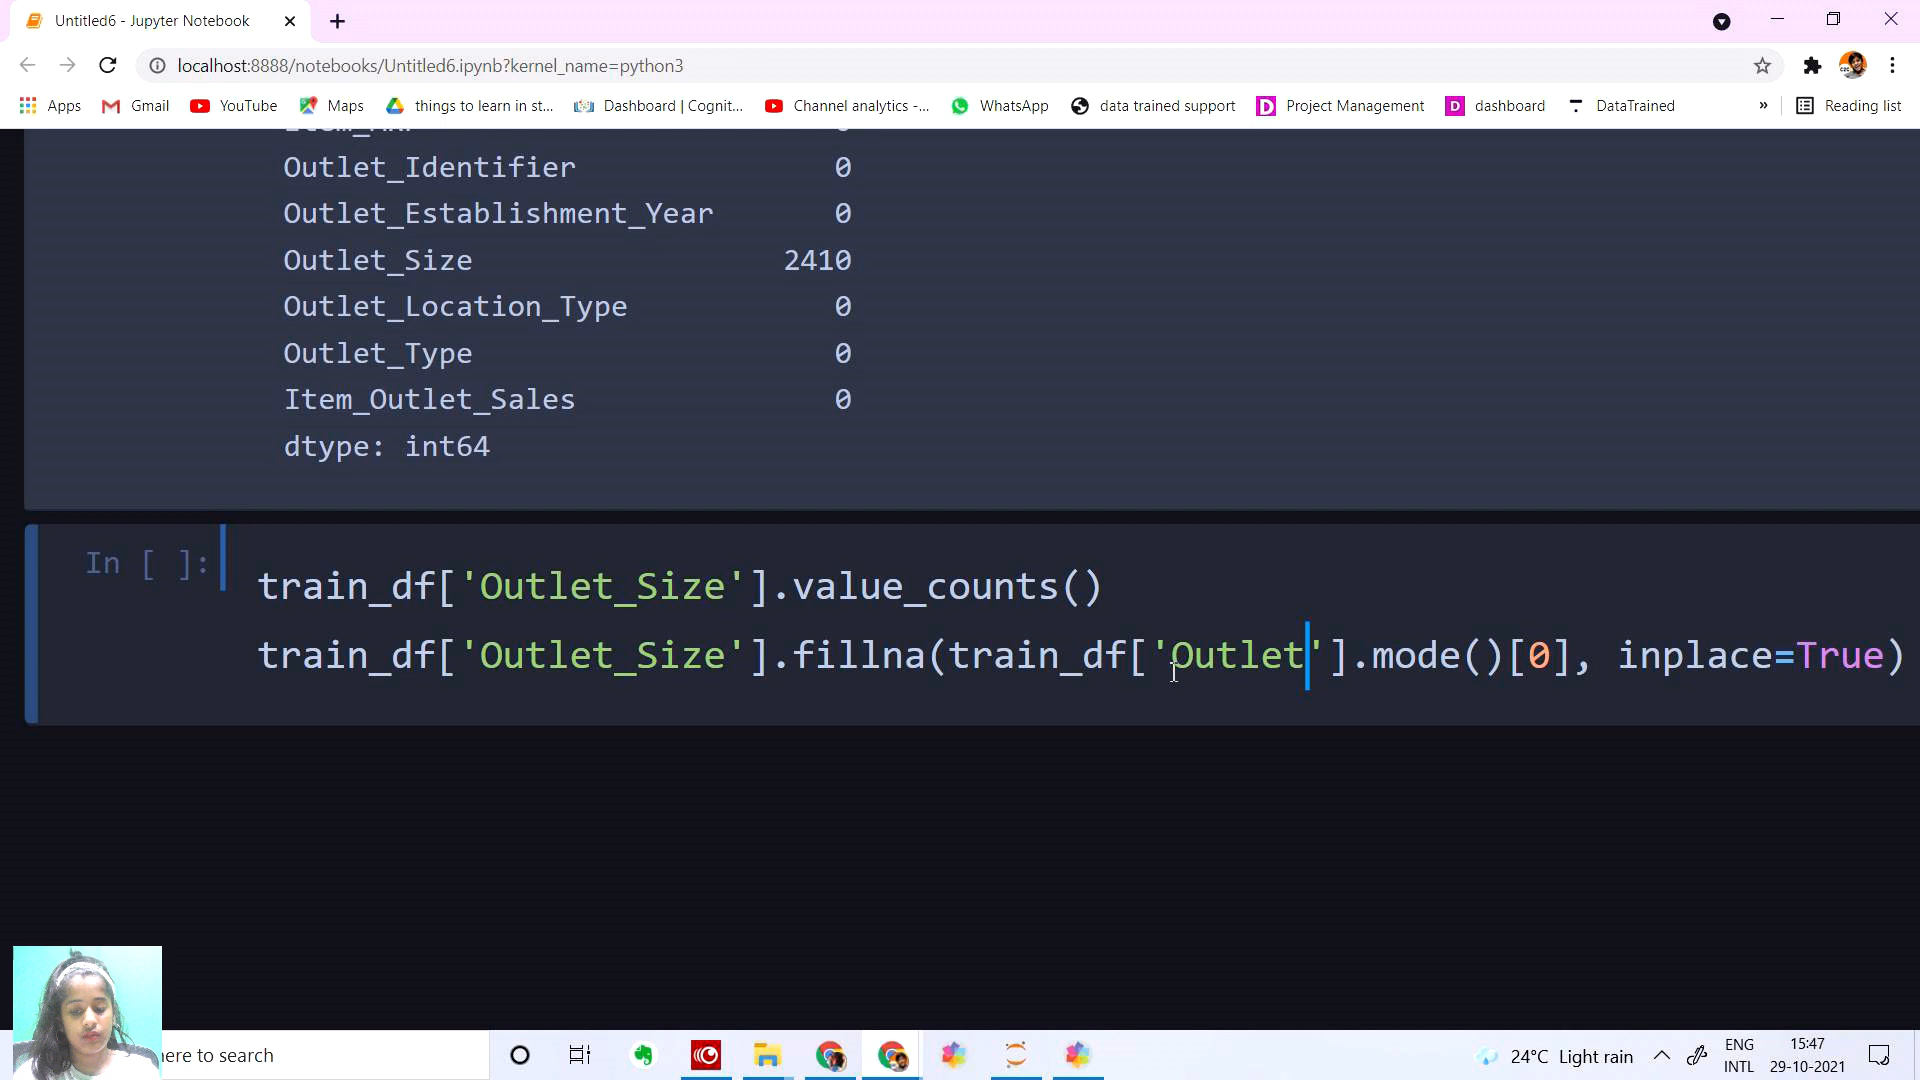 Untitled6 - Jupyter Notebook
localhost:8888/notebooks/Untitled6.ipynb?kernel_name=python3
Apps Gmail YouTube Maps things to learn in st... Dashboard | Cognit... Channel analytics -... WhatsApp data trained support Project Management dashboard DataTrained » Reading list
Outlet_Identifier 0
Outlet_Establishment_Year 0
Outlet_Size 2410
Outlet_Location_Type 0
Outlet_Type 0
Item_Outlet_Sales 0
dtype: int64
In [ ]:
train_df['Outlet_Size'].value_counts()
train_df['Outlet_Size'].fillna(train_df['Outlet'].mode()[0], inplace=True)
here to search
24°C Light rain
ENG
INTL
15:47
29-10-2021